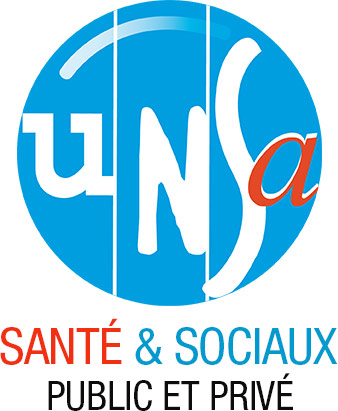 uNSa
SANTÉ & SOCIAUX
PUBLIC ET PRIVÉ